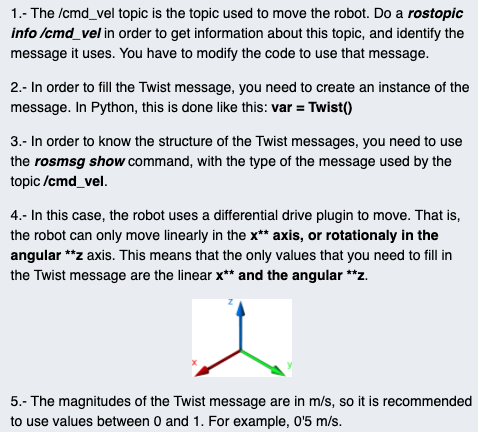 1.- The /cmd_vel topic is the topic used to move the robot. Do a rostopic
info /cmd_vel in order to get information about this topic, and identify the
message it uses. You have to modify the code to use that message.
2.- In order to fill the Twist message, you need to create an instance of the
message. In Python, this is done like this: var = Twist()
3.- In order to know the structure of the Twist messages, you need to use
the rosmsg show command, with the type of the message used by the
topic /cmd_vel.
4.- In this case, the robot uses a differential drive plugin to move. That is,
the robot can only move linearly in the x** axis, or rotationaly in the
angular **z axis. This means that the only values that you need to fill in
the Twist message are the linear x** and the angular **z.
z
x
y
5.- The magnitudes of the Twist message are in m/s, so it is recommended
to use values between 0 and 1. For example, 0'5 m/s.